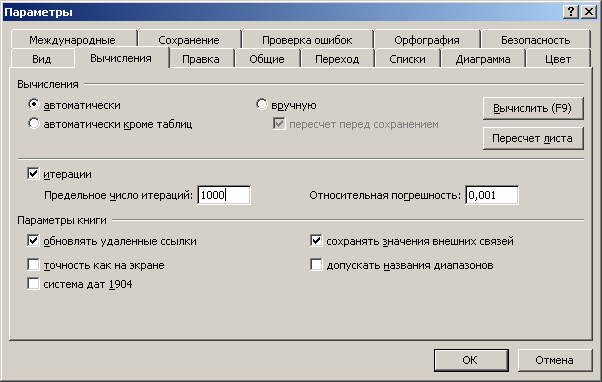 Параметры
Международные Сохранение Проверка ошибок Орфография Безопасность
Вид Вычисления Правка Общие Переход Списки Диаграмма Цвет
Вычисления
автоматически вручную Вычислить (F9)
автоматически кроме таблиц пересчет перед сохранением
Пересчет листа
итерации
Предельное число итераций: 1000 Относительная погрешность: 0,001
Параметры книги
обновлять удаленные ссылки сохранять значения внешних связей
точность как на экране допускать названия диапазонов
система дат 1904
ОК Отмена